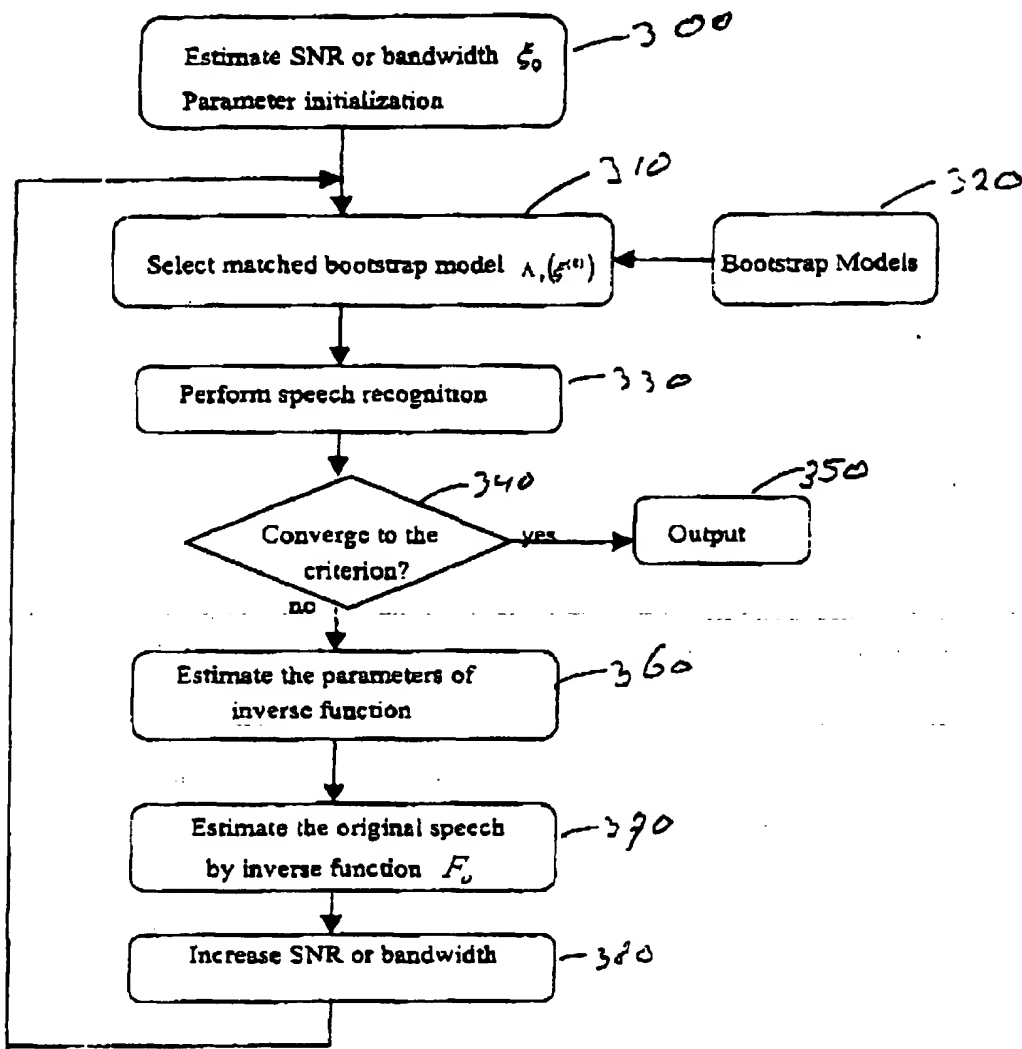 Estimate SNR or bandwidth ξ₀
Parameter initialization
300
310
320
Select matched bootstrap model Λ,(ξ⁽ᵗ⁾)
Bootstrap Models
Perform speech recognition
330
340
350
Converge to the
criterion?
yes
Output
no
Estimate the parameters of
inverse function
360
Estimate the original speech
by inverse function Fᵥ
370
Increase SNR or bandwidth
380